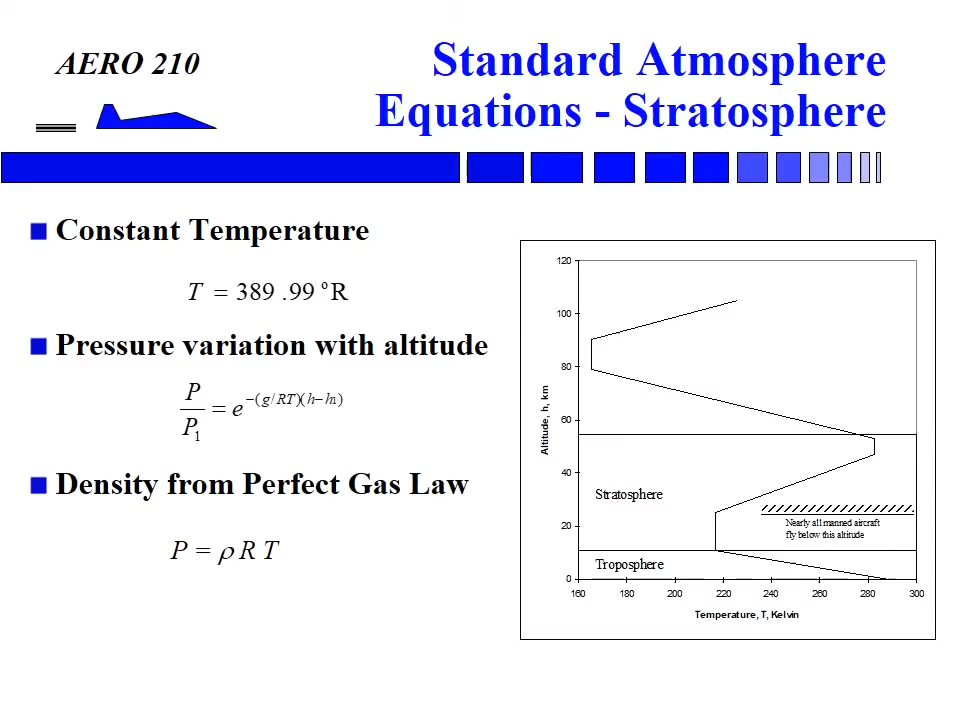 AERO 210
Standard Atmosphere
Equations - Stratosphere
Constant Temperature
T = 389 .99 °R
Pressure variation with altitude
P/P₁ = e^−(g/RT)(h−h₁)
Density from Perfect Gas Law
P = ρ R T
120
100
80
60
40
20
0
Altitude, h, km
Stratosphere
Nearly all manned aircraft
fly below this altitude
Troposphere
160 180 200 220 240 260 280 300
Temperature, T, Kelvin